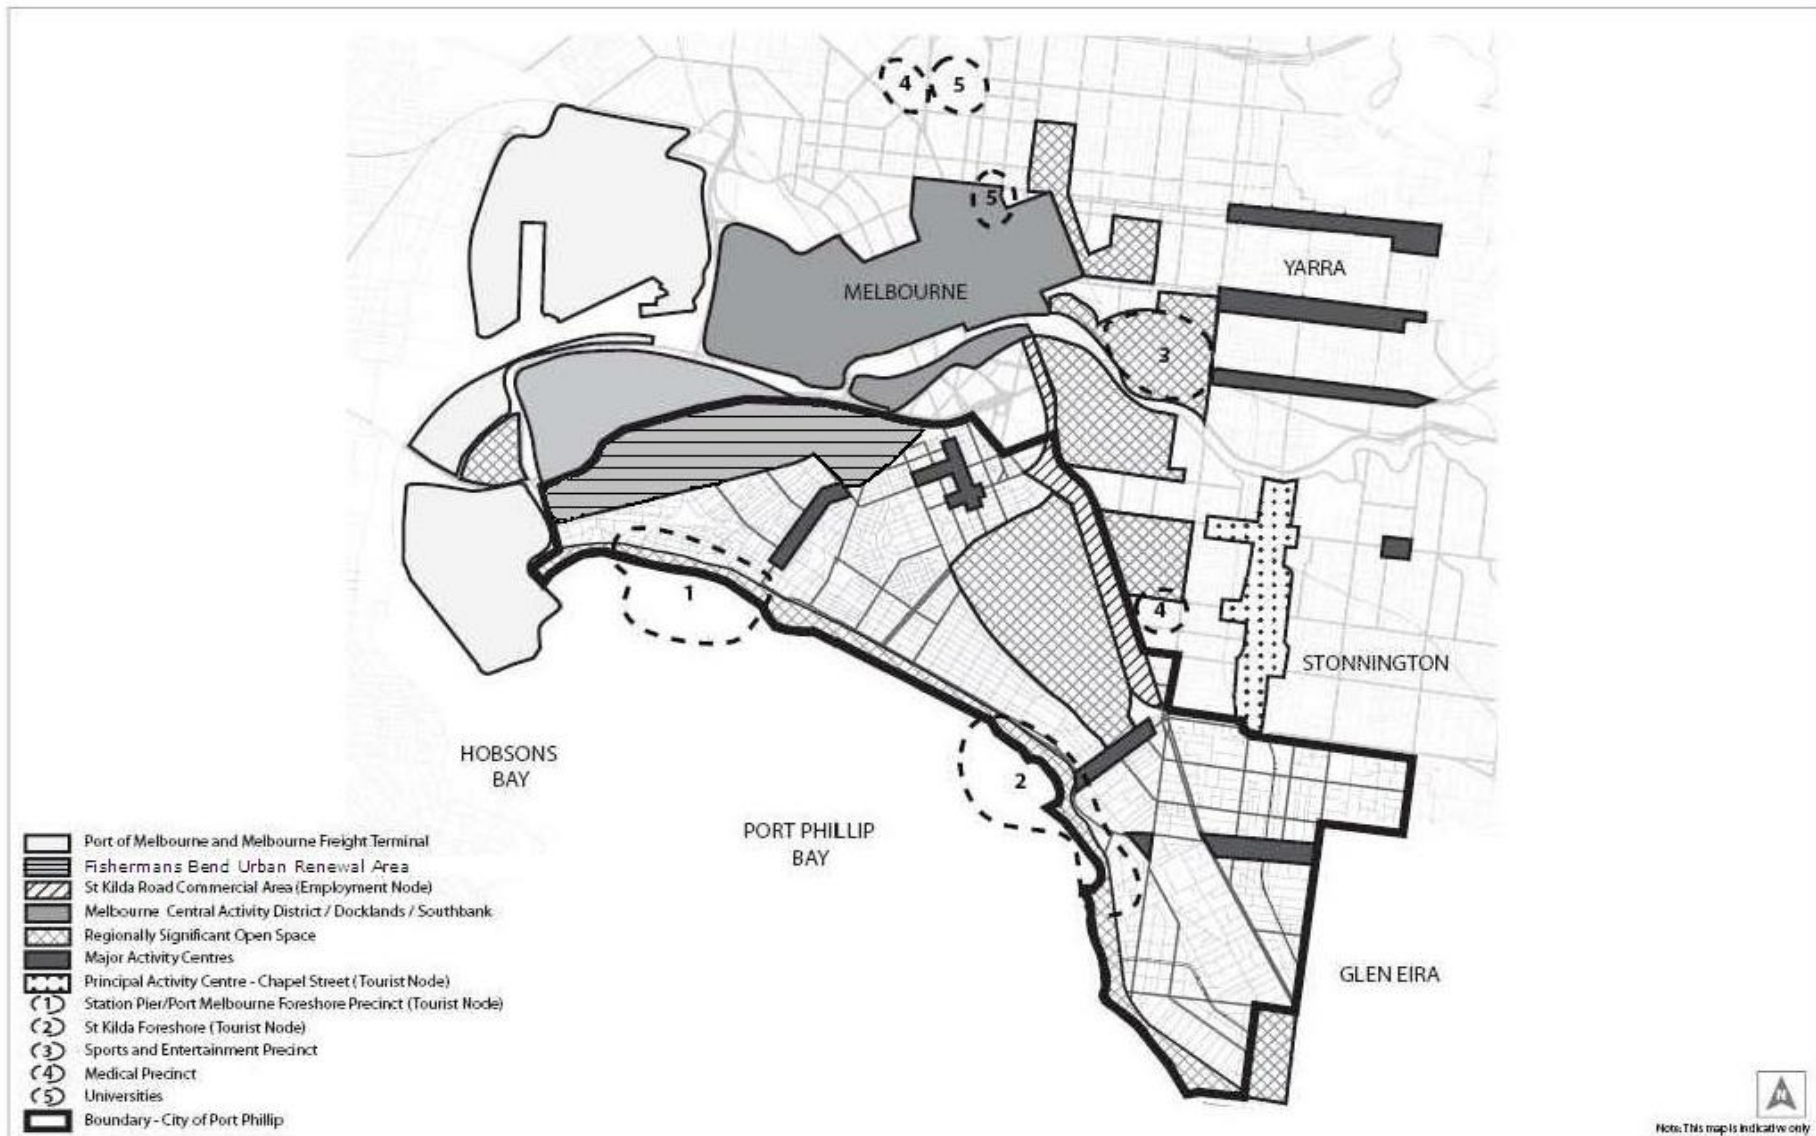 4
5
5
MELBOURNE
YARRA
3
1
4
STONNINGTON
HOBSONS
BAY
2
PORT PHILLIP
BAY
GLEN EIRA
Port of Melbourne and Melbourne Freight Terminal
Fishermans Bend Urban Renewal Area
St Kilda Road Commercial Area (Employment Node)
Melbourne Central Activity District / Docklands / Southbank
Regionally Significant Open Space
Major Activity Centres
Principal Activity Centre - Chapel Street (Tourist Node)
1 Station Pier/Port Melbourne Foreshore Precinct (Tourist Node)
2 St Kilda Foreshore (Tourist Node)
3 Sports and Entertainment Precinct
4 Medical Precinct
5 Universities
Boundary - City of Port Phillip
N
Note: This map is indicative only